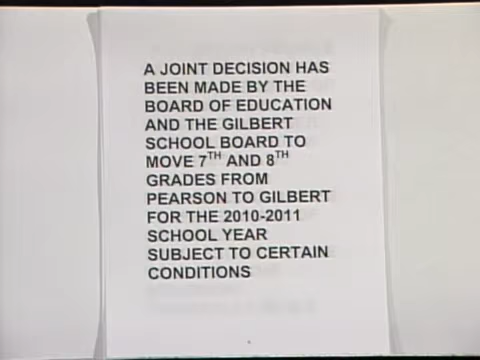 A JOINT DECISION HAS
BEEN MADE BY THE
BOARD OF EDUCATION
AND THE GILBERT
SCHOOL BOARD TO
MOVE 7TH AND 8TH
GRADES FROM
PEARSON TO GILBERT
FOR THE 2010-2011
SCHOOL YEAR
SUBJECT TO CERTAIN
CONDITIONS